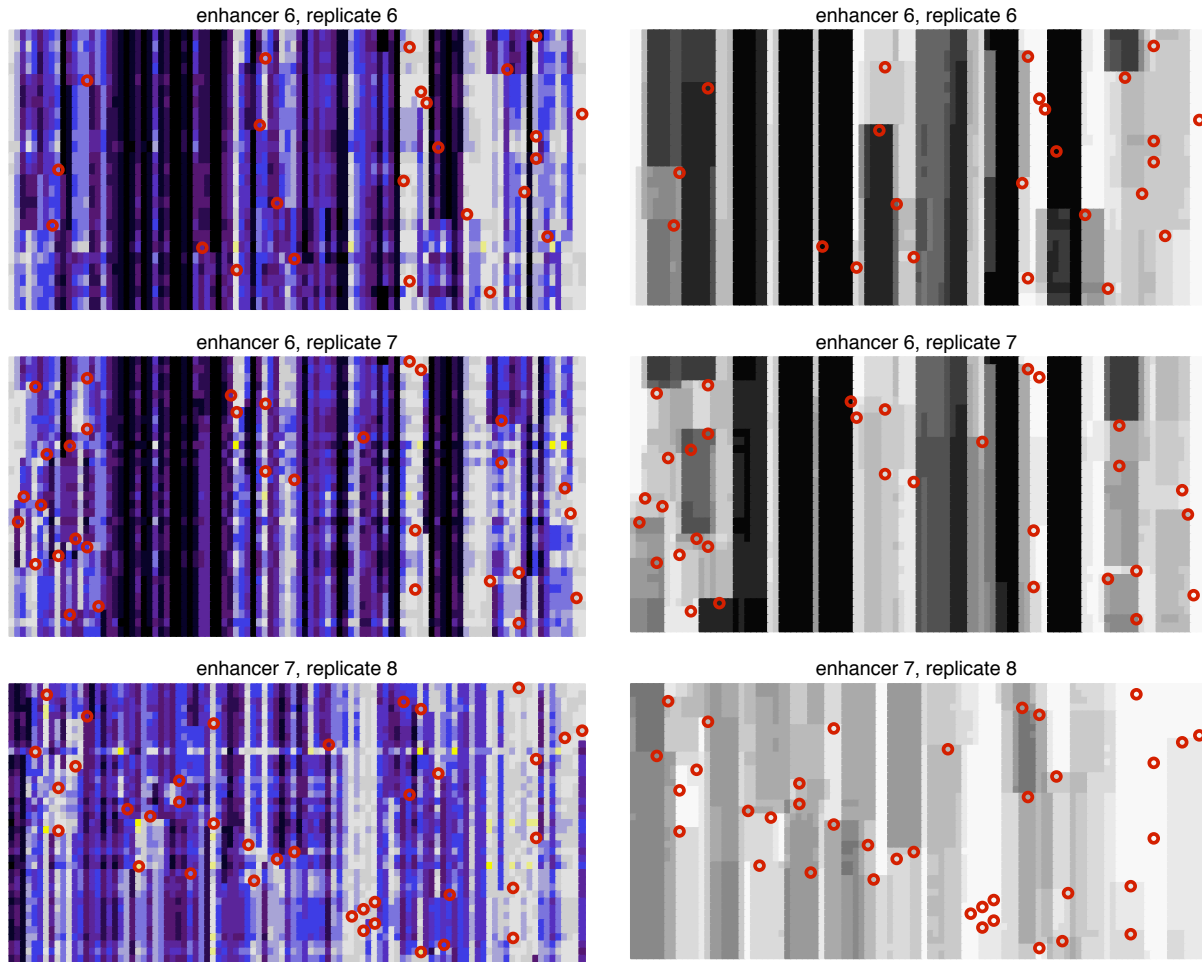 enhancer 6, replicate 6
enhancer 6, replicate 6
enhancer 6, replicate 7
enhancer 6, replicate 7
enhancer 7, replicate 8
enhancer 7, replicate 8